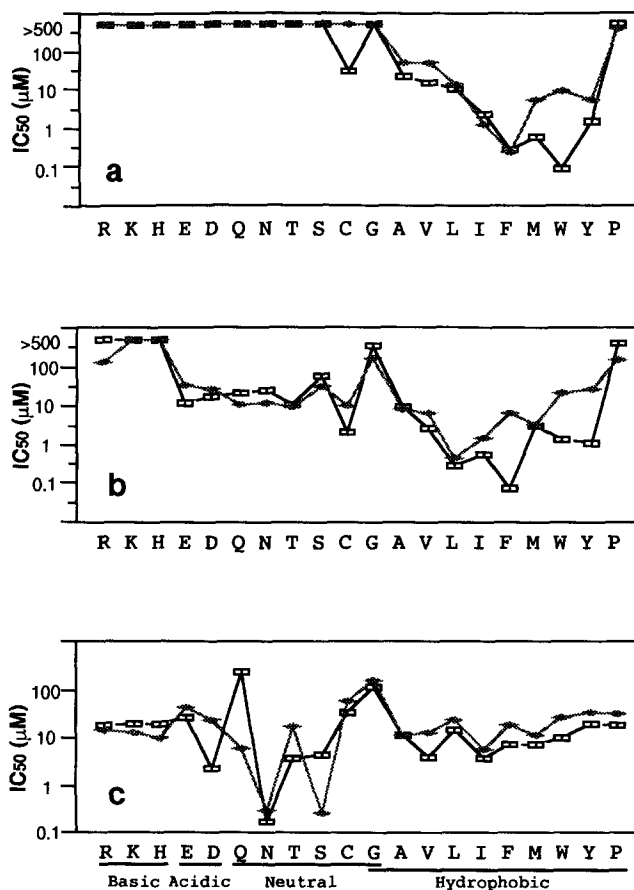 >500
100
10
1
0.1
IC50 (µM)
a
R K H E D Q N T S C G A V L I F M W Y P
>500
100
10
1
0.1
IC50 (µM)
b
R K H E D Q N T S C G A V L I F M W Y P
100
10
1
0.1
IC50 (µM)
c
R K H E D Q N T S C G A V L I F M W Y P
Basic Acidic Neutral Hydrophobic